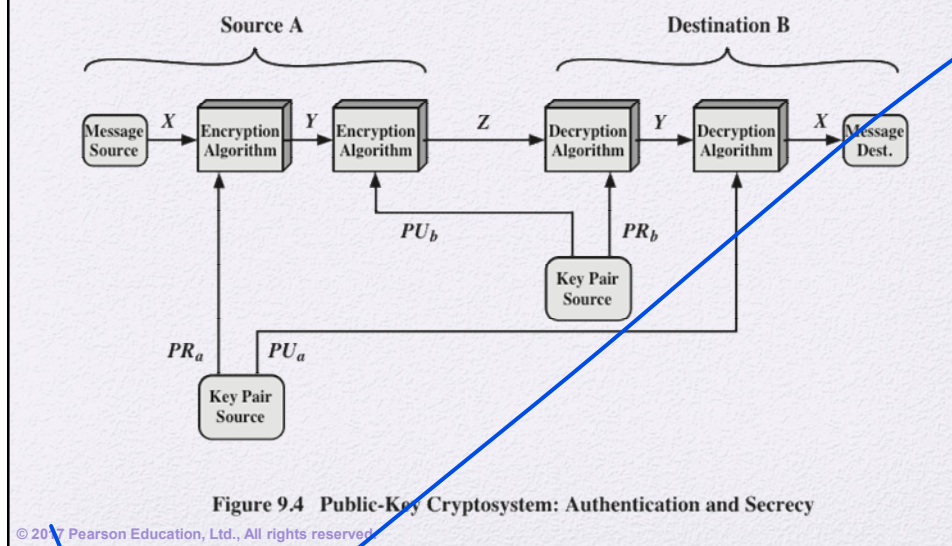 Source A
Destination B
Message Source
X
Encryption Algorithm
Y
Encryption Algorithm
Z
Decryption Algorithm
Y
Decryption Algorithm
X
Message Dest.
PUb
PRb
Key Pair Source
PRa
PUa
Key Pair Source
Figure 9.4 Public-Key Cryptosystem: Authentication and Secrecy
© 2017 Pearson Education, Ltd., All rights reserved.